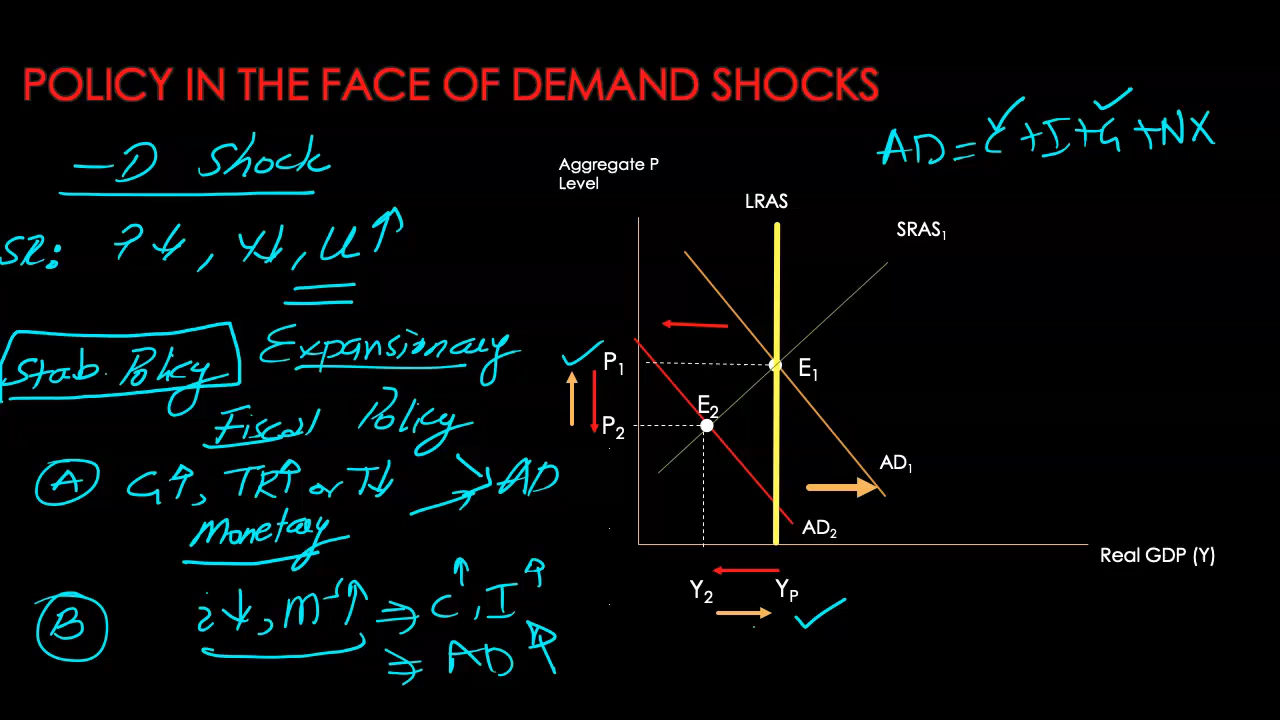 POLICY IN THE FACE OF DEMAND SHOCKS
AD = C + I + G + NX
– D Shock
SR: P↓, Y↓, U↑
Stab. Policy
Expansionary
Fiscal Policy
A G↑, TR↑ or T↓ → AD
Monetary
B i↓, Mˢ↑ ⇒ C↑, I↑
⇒ AD↑
Aggregate P
Level
LRAS
SRAS₁
P₁
E₁
E₂
P₂
AD₁
AD₂
Real GDP (Y)
Y₂
Yₚ